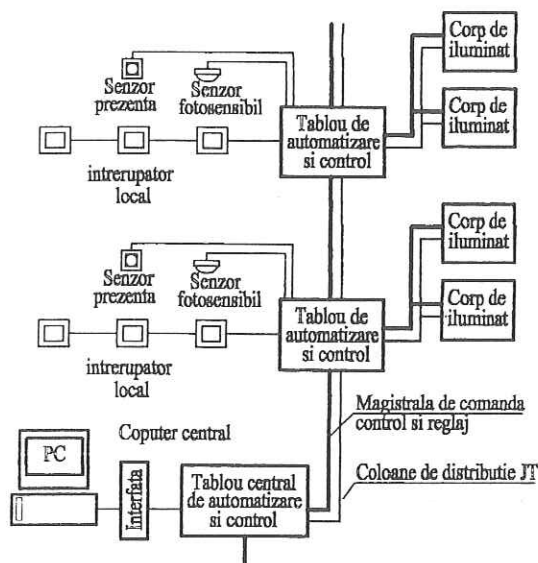 Corp de
iluminat
Senzor
prezenta
Senzor
fotosensibil
Tablou de
automatizare
si control
Corp de
iluminat
intrerupator
local
Corp de
iluminat
Senzor
prezenta
Senzor
fotosensibil
Tablou de
automatizare
si control
Corp de
iluminat
intrerupator
local
Magistrala de comanda
control si reglaj
Coputer central
PC
Interfata
Tablou central
de automatizare
si control
Coloane de distributie JT